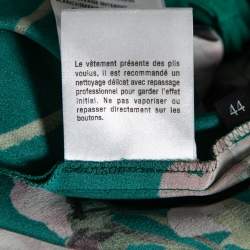 Le vêtement présente des plis
voulus, il est recommandé un
nettoyage délicat avec repassage
professionnel pour garder l'effet
initial. Ne pas vaporiser ou
repasser directement sur les
boutons.
44